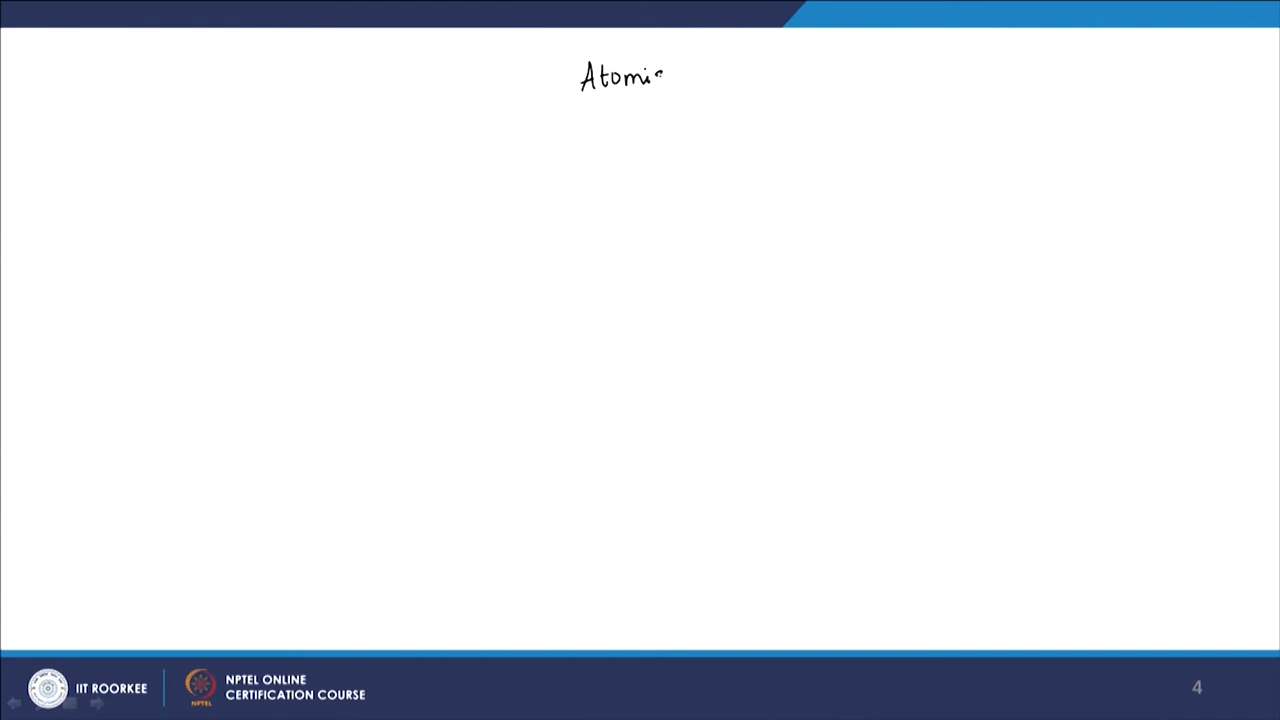 Atomic
IIT ROORKEE
NPTEL ONLINE
CERTIFICATION COURSE
4